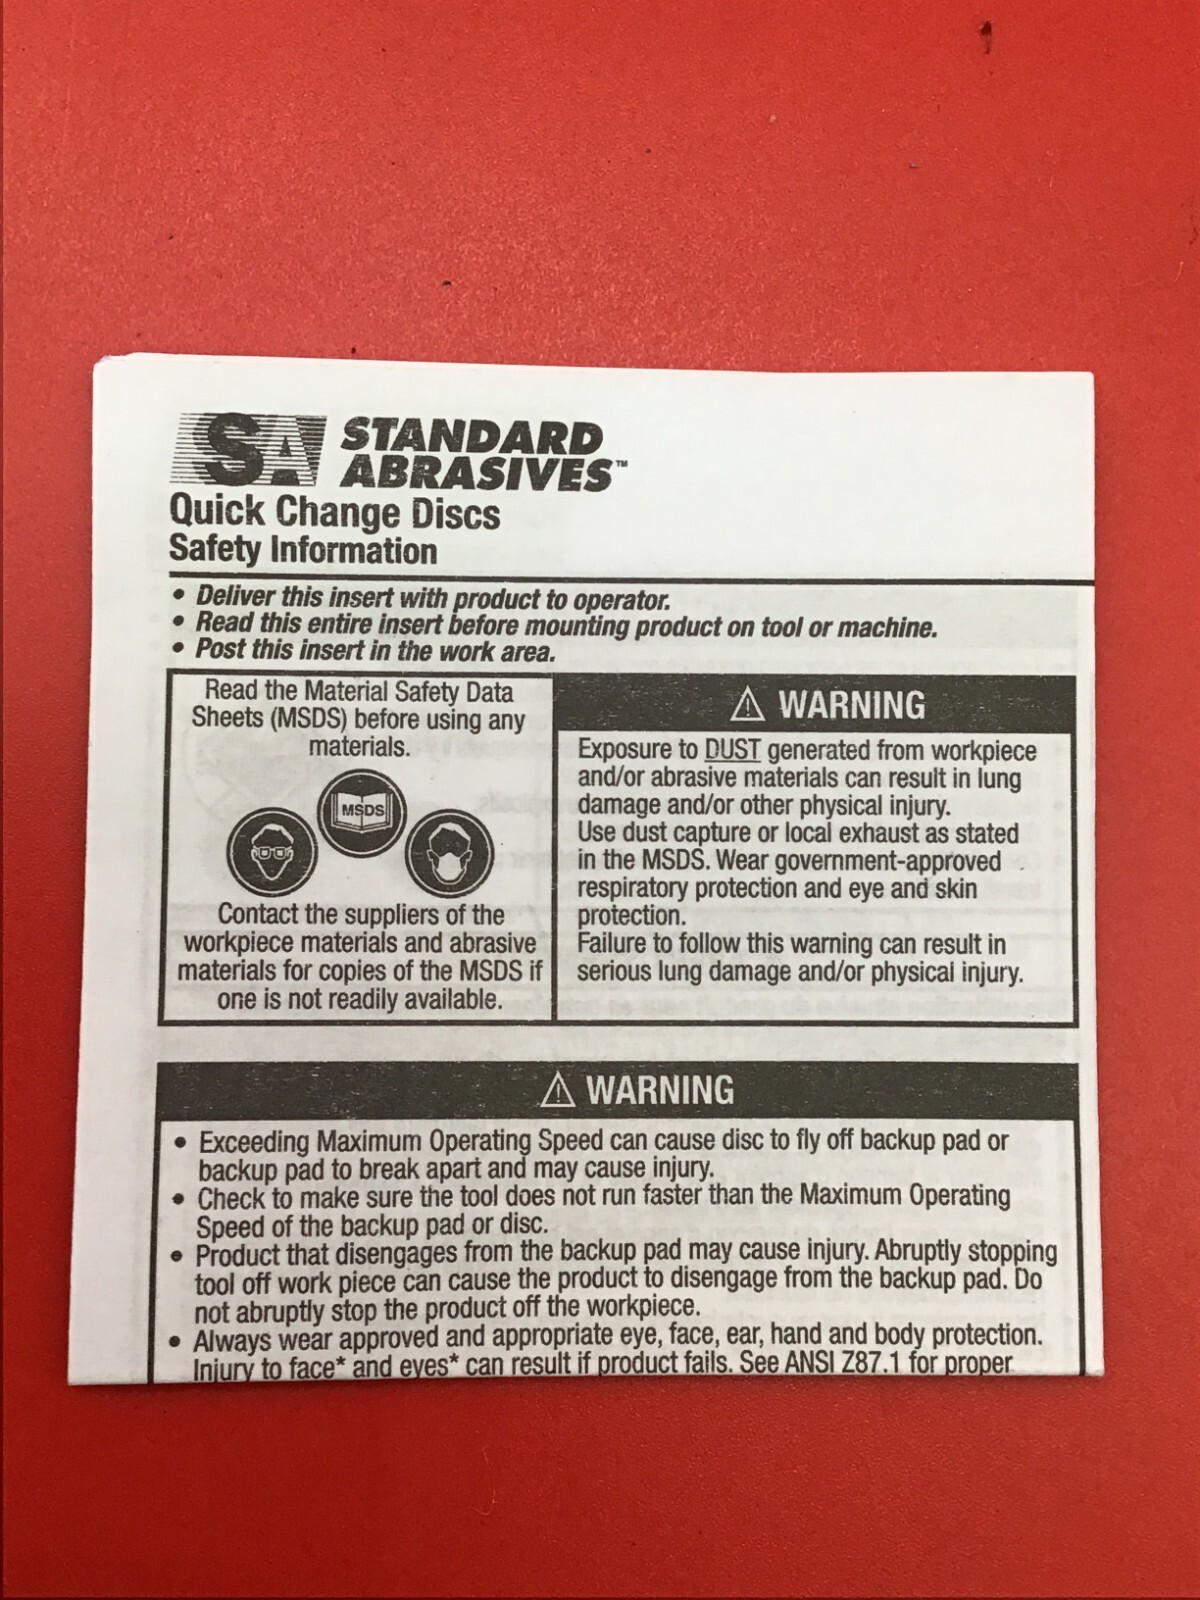 SA STANDARD
ABRASIVES™
Quick Change Discs
Safety Information
• Deliver this insert with product to operator.
• Read this entire insert before mounting product on tool or machine.
• Post this insert in the work area.
Read the Material Safety Data
Sheets (MSDS) before using any
materials.
MSDS
Contact the suppliers of the
workpiece materials and abrasive
materials for copies of the MSDS if
one is not readily available.
⚠ WARNING
Exposure to DUST generated from workpiece
and/or abrasive materials can result in lung
damage and/or other physical injury.
Use dust capture or local exhaust as stated
in the MSDS. Wear government-approved
respiratory protection and eye and skin
protection.
Failure to follow this warning can result in
serious lung damage and/or physical injury.
⚠ WARNING
• Exceeding Maximum Operating Speed can cause disc to fly off backup pad or
backup pad to break apart and may cause injury.
• Check to make sure the tool does not run faster than the Maximum Operating
Speed of the backup pad or disc.
• Product that disengages from the backup pad may cause injury. Abruptly stopping
tool off work piece can cause the product to disengage from the backup pad. Do
not abruptly stop the product off the workpiece.
• Always wear approved and appropriate eye, face, ear, hand and body protection.
Injury to face* and eyes* can result if product fails. See ANSI Z87.1 for proper